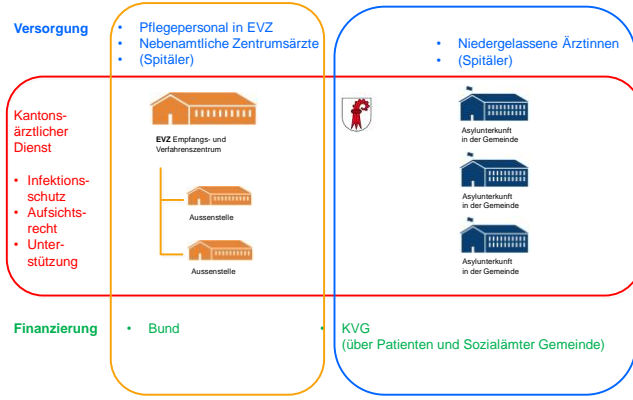 Versorgung
• Pflegepersonal in EVZ
• Nebenamtliche Zentrumsärzte
• (Spitäler)
• Niedergelassene Ärztinnen
• (Spitäler)
Kantons-
ärztlicher
Dienst
• Infektions-
schutz
• Aufsichts-
recht
• Unter-
stützung
EVZ Empfangs- und
Verfahrenszentrum
Aussenstelle
Aussenstelle
Asylunterkunft
in der Gemeinde
Asylunterkunft
in der Gemeinde
Asylunterkunft
in der Gemeinde
Finanzierung
• Bund
• KVG
(über Patienten und Sozialämter Gemeinde)